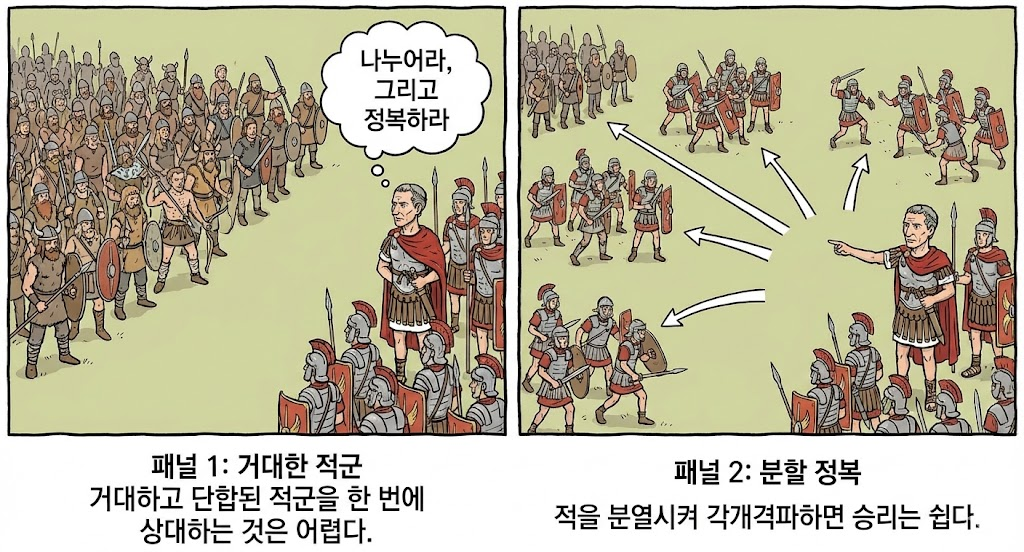 나누어라,
그리고
정복하라
패널 1: 거대한 적군
거대하고 단합된 적군을 한 번에
상대하는 것은 어렵다.
패널 2: 분할 정복
적을 분열시켜 각개격파하면 승리는 쉽다.